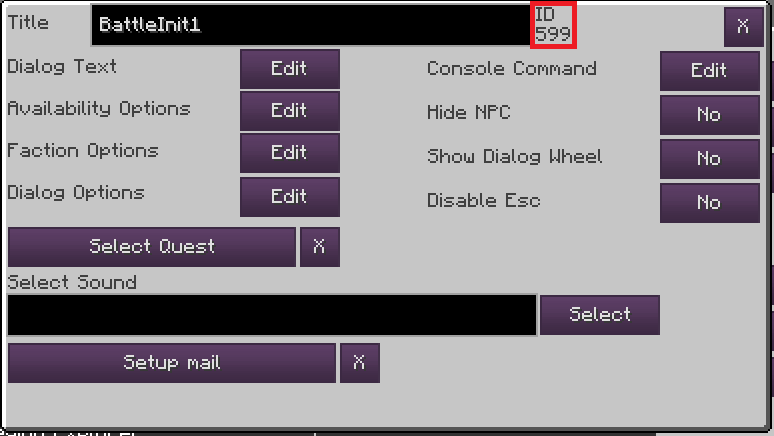 Title BattleInit1 ID 599 X
Dialog Text Edit Console Command Edit
Availability Options Edit Hide NPC No
Faction Options Edit Show Dialog Wheel No
Dialog Options Edit Disable Esc No
Select Quest X
Select Sound
Select
Setup mail X